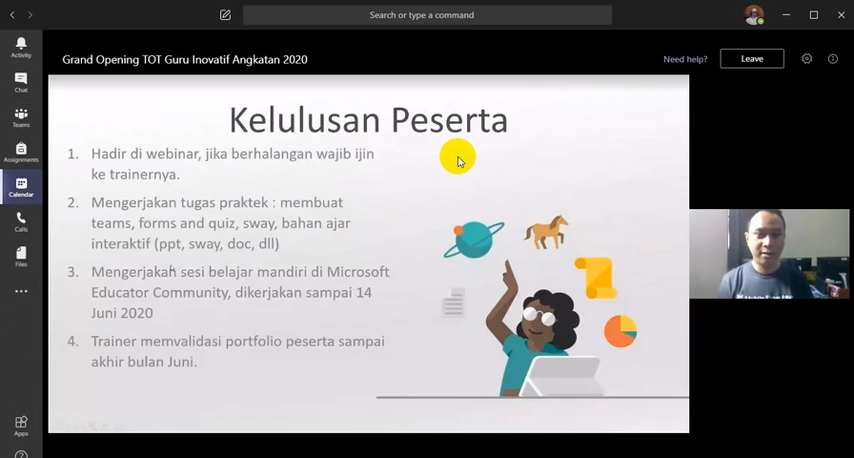 Search or type a command
Activity
Chat
Teams
Assignments
Calendar
Calls
Files
Apps
Grand Opening TOT Guru Inovatif Angkatan 2020
Need help?
Leave
Kelulusan Peserta
1. Hadir di webinar, jika berhalangan wajib ijin
ke trainernya.
2. Mengerjakan tugas praktek : membuat
teams, forms and quiz, sway, bahan ajar
interaktif (ppt, sway, doc, dll)
3. Mengerjakan sesi belajar mandiri di Microsoft
Educator Community, dikerjakan sampai 14
Juni 2020
4. Trainer memvalidasi portfolio peserta sampai
akhir bulan Juni.